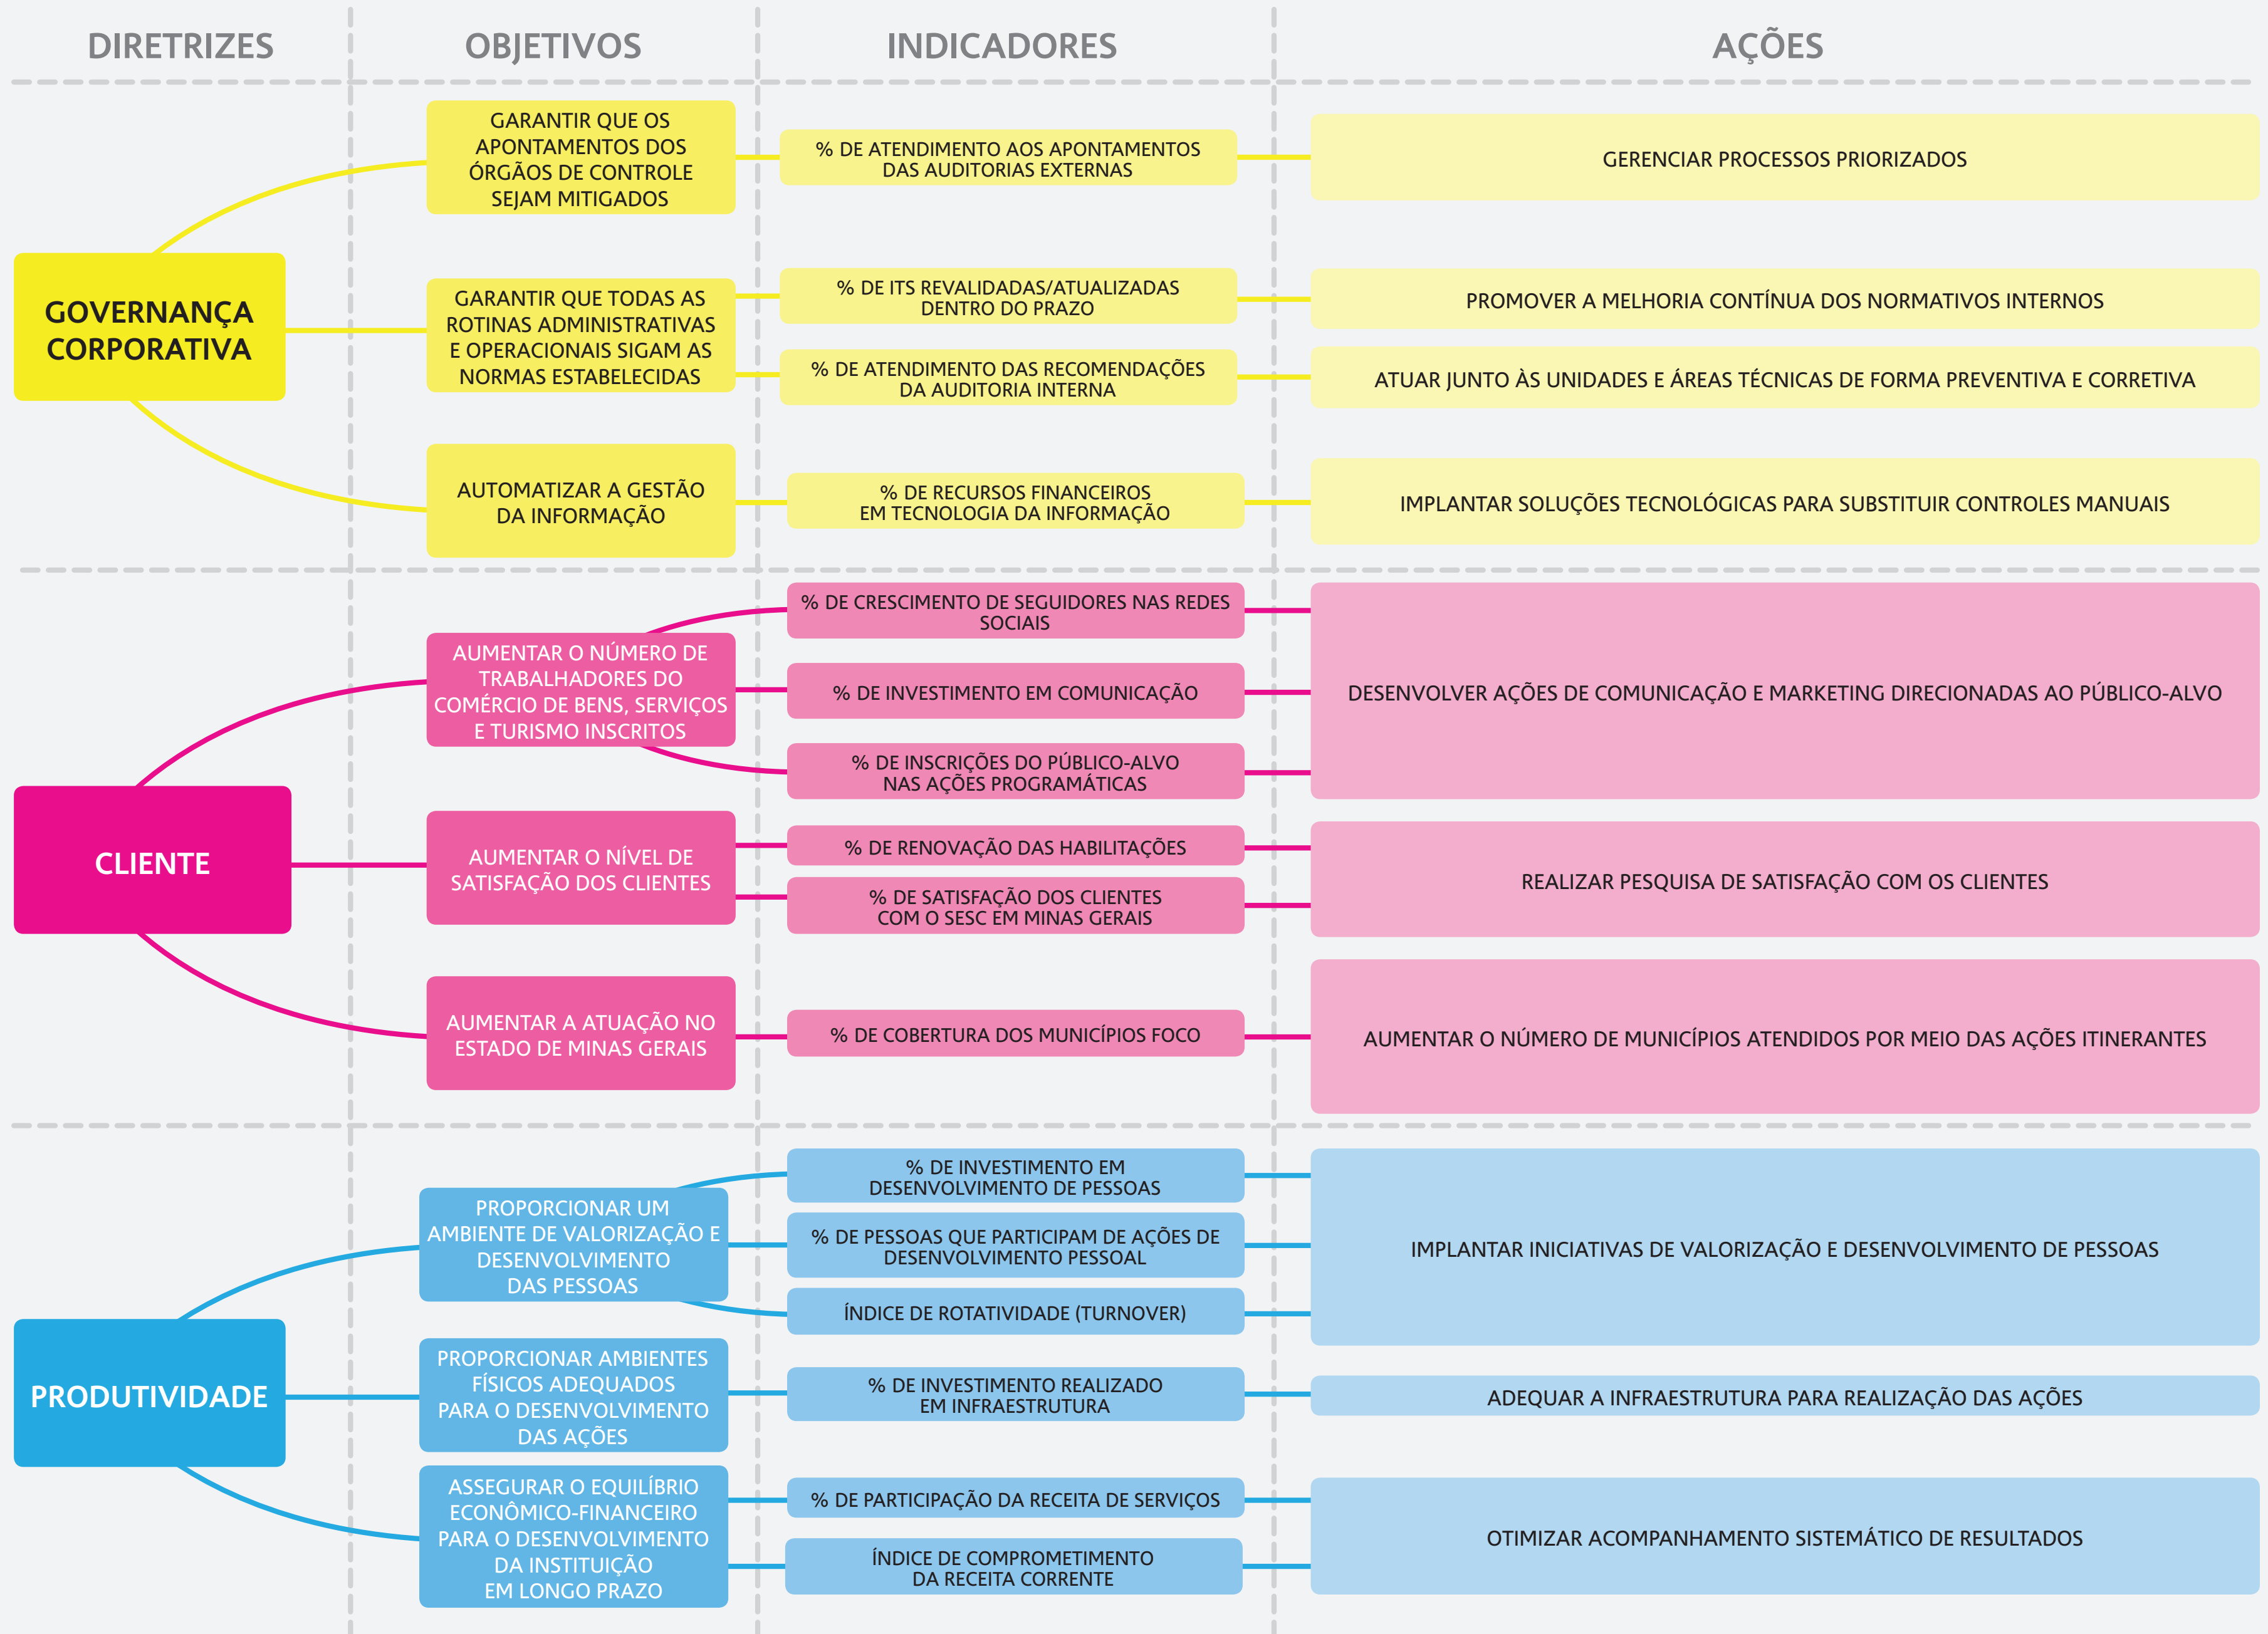 DIRETRIZES
OBJETIVOS
INDICADORES
AÇÕES
GOVERNANÇA
CORPORATIVA
GARANTIR QUE OS
APONTAMENTOS DOS
ÓRGÃOS DE CONTROLE
SEJAM MITIGADOS
% DE ATENDIMENTO AOS APONTAMENTOS
DAS AUDITORIAS EXTERNAS
GERENCIAR PROCESSOS PRIORIZADOS
GARANTIR QUE TODAS AS
ROTINAS ADMINISTRATIVAS
E OPERACIONAIS SIGAM AS
NORMAS ESTABELECIDAS
% DE ITS REVALIDADAS/ATUALIZADAS
DENTRO DO PRAZO
PROMOVER A MELHORIA CONTÍNUA DOS NORMATIVOS INTERNOS
% DE ATENDIMENTO DAS RECOMENDAÇÕES
DA AUDITORIA INTERNA
ATUAR JUNTO ÀS UNIDADES E ÁREAS TÉCNICAS DE FORMA PREVENTIVA E CORRETIVA
AUTOMATIZAR A GESTÃO
DA INFORMAÇÃO
% DE RECURSOS FINANCEIROS
EM TECNOLOGIA DA INFORMAÇÃO
IMPLANTAR SOLUÇÕES TECNOLÓGICAS PARA SUBSTITUIR CONTROLES MANUAIS
CLIENTE
AUMENTAR O NÚMERO DE
TRABALHADORES DO
COMÉRCIO DE BENS, SERVIÇOS
E TURISMO INSCRITOS
% DE CRESCIMENTO DE SEGUIDORES NAS REDES
SOCIAIS
% DE INVESTIMENTO EM COMUNICAÇÃO
% DE INSCRIÇÕES DO PÚBLICO-ALVO
NAS AÇÕES PROGRAMÁTICAS
DESENVOLVER AÇÕES DE COMUNICAÇÃO E MARKETING DIRECIONADAS AO PÚBLICO-ALVO
AUMENTAR O NÍVEL DE
SATISFAÇÃO DOS CLIENTES
% DE RENOVAÇÃO DAS HABILITAÇÕES
% DE SATISFAÇÃO DOS CLIENTES
COM O SESC EM MINAS GERAIS
REALIZAR PESQUISA DE SATISFAÇÃO COM OS CLIENTES
AUMENTAR A ATUAÇÃO NO
ESTADO DE MINAS GERAIS
% DE COBERTURA DOS MUNICÍPIOS FOCO
AUMENTAR O NÚMERO DE MUNICÍPIOS ATENDIDOS POR MEIO DAS AÇÕES ITINERANTES
PRODUTIVIDADE
PROPORCIONAR UM
AMBIENTE DE VALORIZAÇÃO E
DESENVOLVIMENTO
DAS PESSOAS
% DE INVESTIMENTO EM
DESENVOLVIMENTO DE PESSOAS
% DE PESSOAS QUE PARTICIPAM DE AÇÕES DE
DESENVOLVIMENTO PESSOAL
ÍNDICE DE ROTATIVIDADE (TURNOVER)
IMPLANTAR INICIATIVAS DE VALORIZAÇÃO E DESENVOLVIMENTO DE PESSOAS
PROPORCIONAR AMBIENTES
FÍSICOS ADEQUADOS
PARA O DESENVOLVIMENTO
DAS AÇÕES
% DE INVESTIMENTO REALIZADO
EM INFRAESTRUTURA
ADEQUAR A INFRAESTRUTURA PARA REALIZAÇÃO DAS AÇÕES
ASSEGURAR O EQUILÍBRIO
ECONÔMICO-FINANCEIRO
PARA O DESENVOLVIMENTO
DA INSTITUIÇÃO
EM LONGO PRAZO
% DE PARTICIPAÇÃO DA RECEITA DE SERVIÇOS
ÍNDICE DE COMPROMETIMENTO
DA RECEITA CORRENTE
OTIMIZAR ACOMPANHAMENTO SISTEMÁTICO DE RESULTADOS